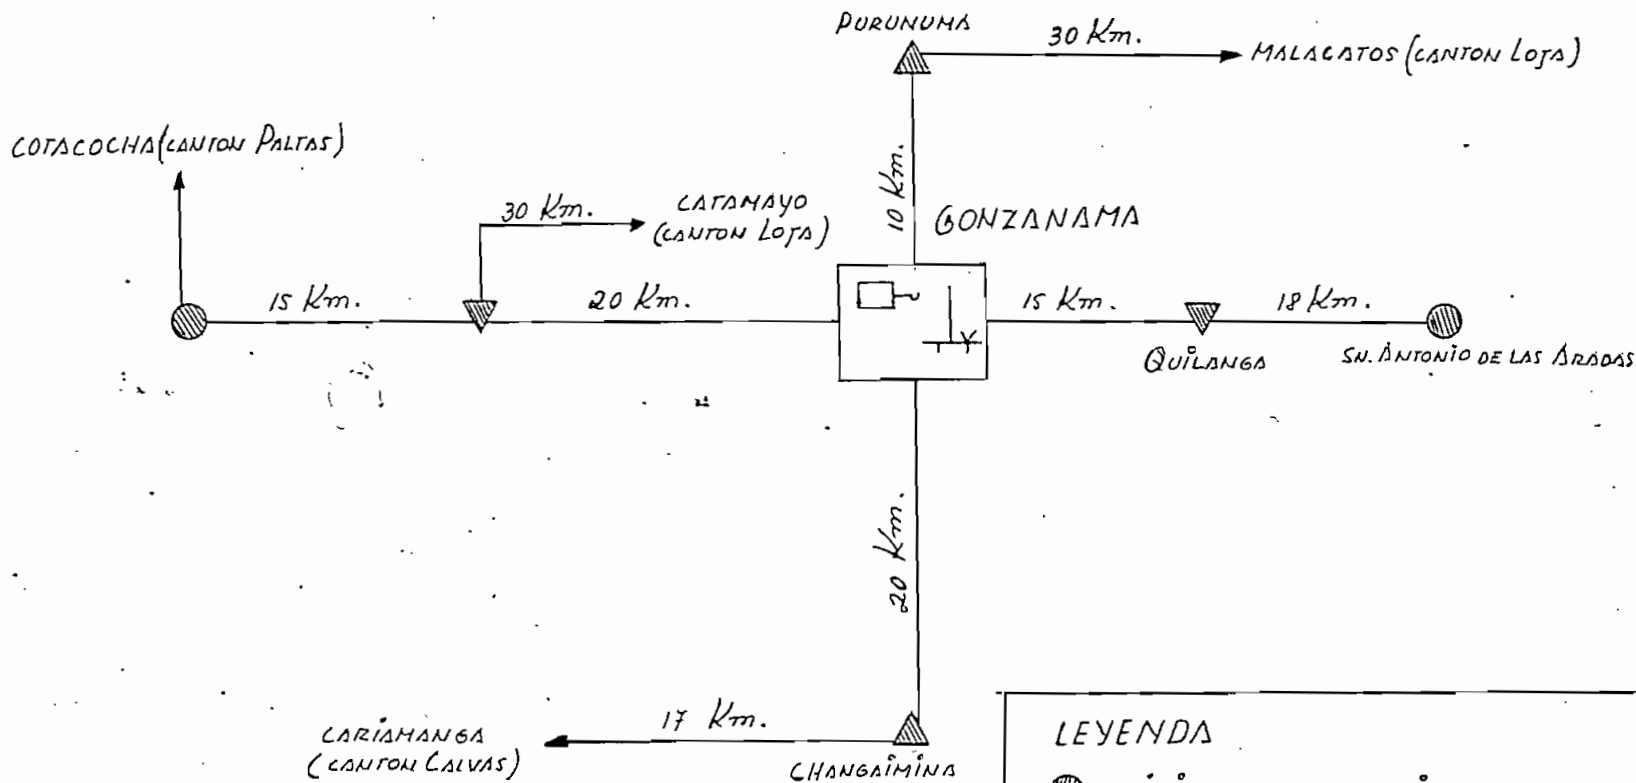 PURUNUMA
30 Km.
MALACATOS (CANTON LOJA)
COTACOCHA (CANTON PALTAS)
10 Km.
30 Km.
CATAMAYO
(CANTON LOJA)
GONZANAMA
15 Km.
20 Km.
15 Km.
18 Km.
QUILANGA
SN. ANTONIO DE LAS ARADAS
20 Km.
17 Km.
CARIAMANGA
(CANTON CALVAS)
CHANGAIMINA
LEYENDA